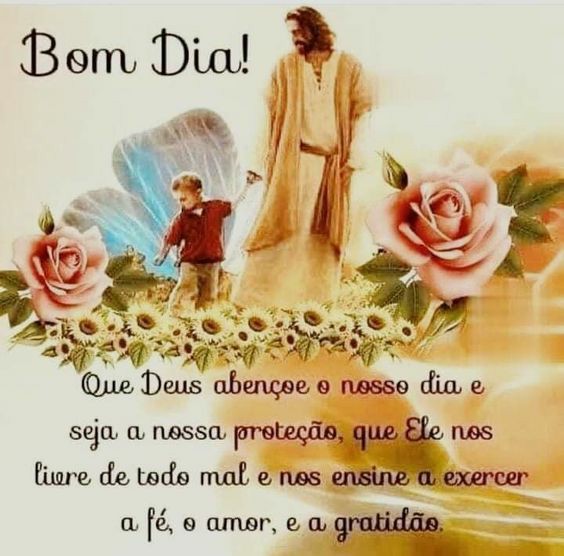 Bom Dia!
Que Deus abençoe o nosso dia e
seja a nossa proteção, que Ele nos
livre de todo mal e nos ensine a exercer
a fé, o amor, e a gratidão.